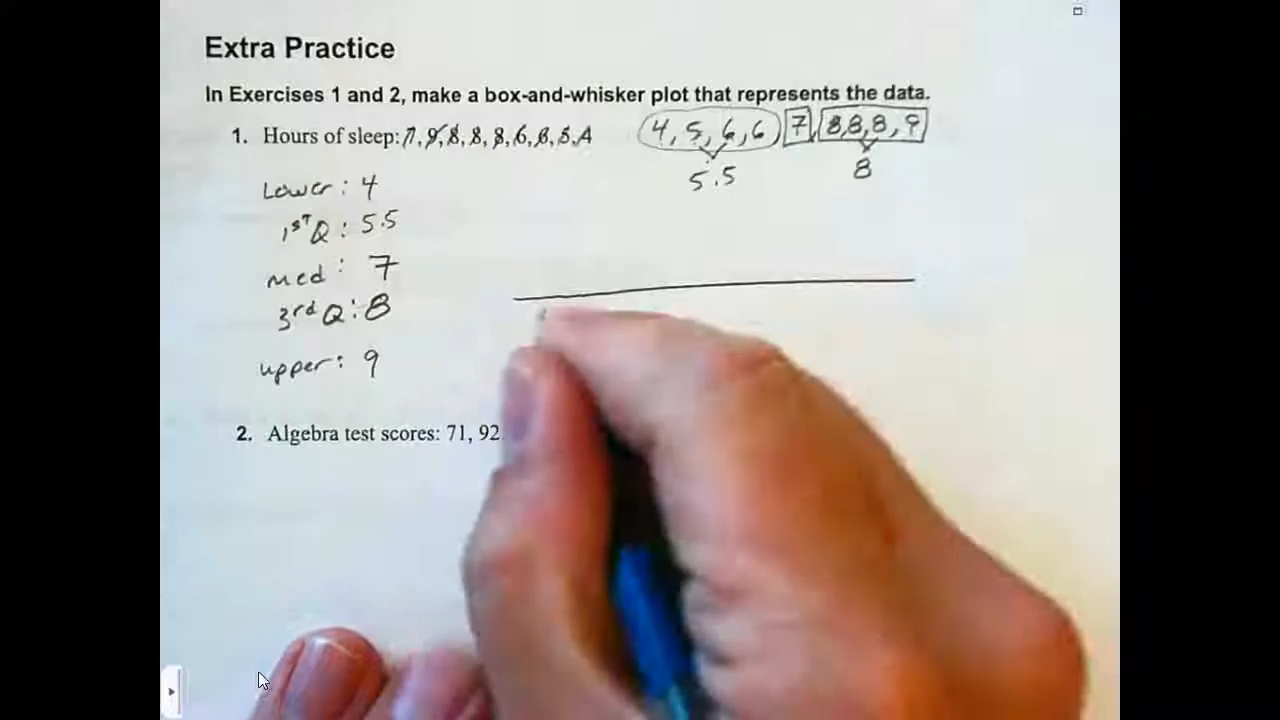 Extra Practice
In Exercises 1 and 2, make a box-and-whisker plot that represents the data.
1. Hours of sleep: 7, 9, 8, 8, 8, 6, 6, 5, 4
4, 5, 6, 6 7 8, 8, 8, 9
5.5 8
Lower: 4
1ST Q: 5.5
med: 7
3rd Q: 8
upper: 9
2. Algebra test scores: 71, 92